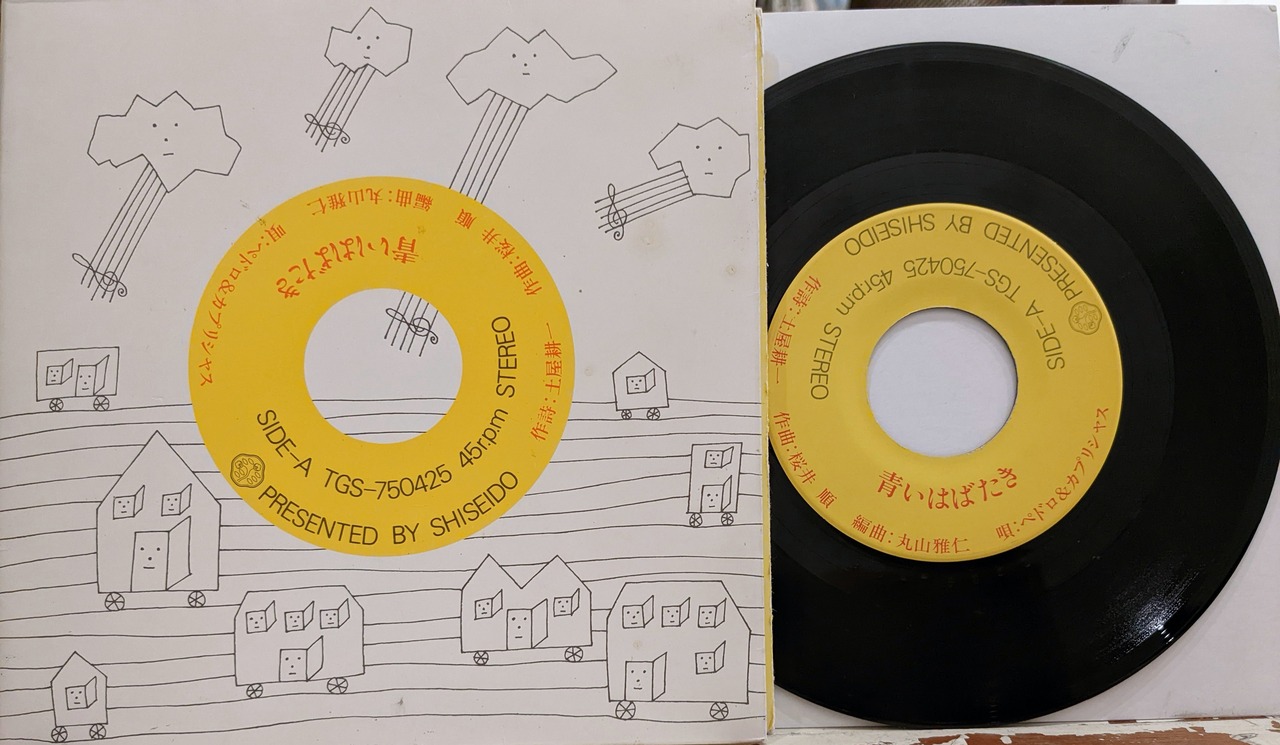 青いはばたき
作詩:土屋耕一
作曲:桜井 順
編曲:丸山雅仁
唄:ペドロ&カプリシャス
SIDE-A TGS-750425 45r.p.m STEREO
PRESENTED BY SHISEIDO
SIDE-A TGS-750425 45r.p.m STEREO
PRESENTED BY SHISEIDO
青いはばたき
作詩:土屋耕一
作曲:桜井 順
編曲:丸山雅仁
唄:ペドロ&カプリシャス